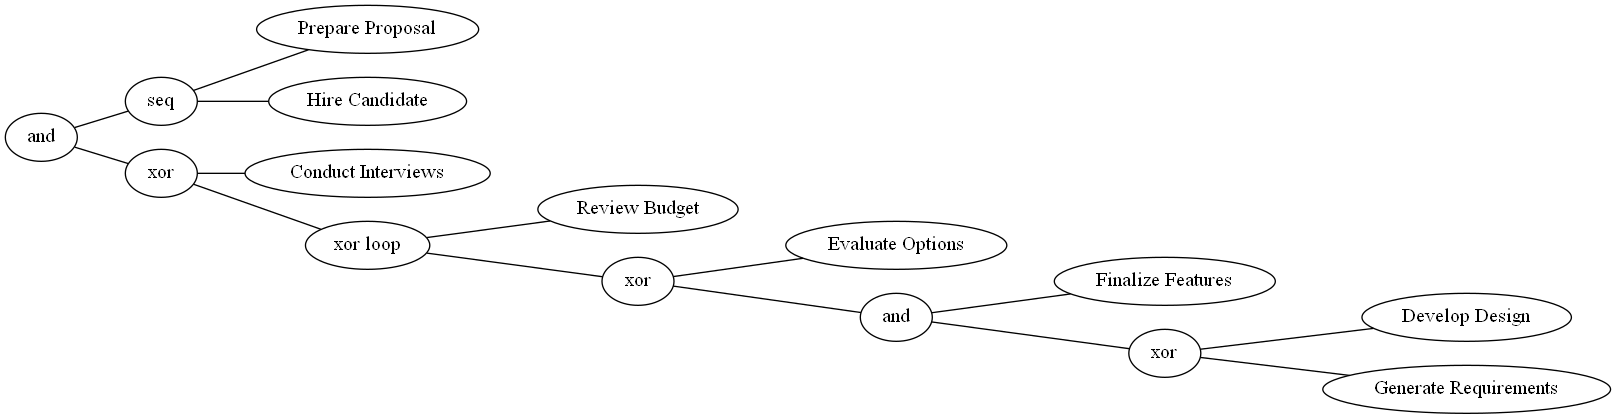 Prepare Proposal
seq
Hire Candidate
and
xor
Conduct Interviews
Review Budget
xor loop
Evaluate Options
xor
Finalize Features
and
Develop Design
xor
Generate Requirements